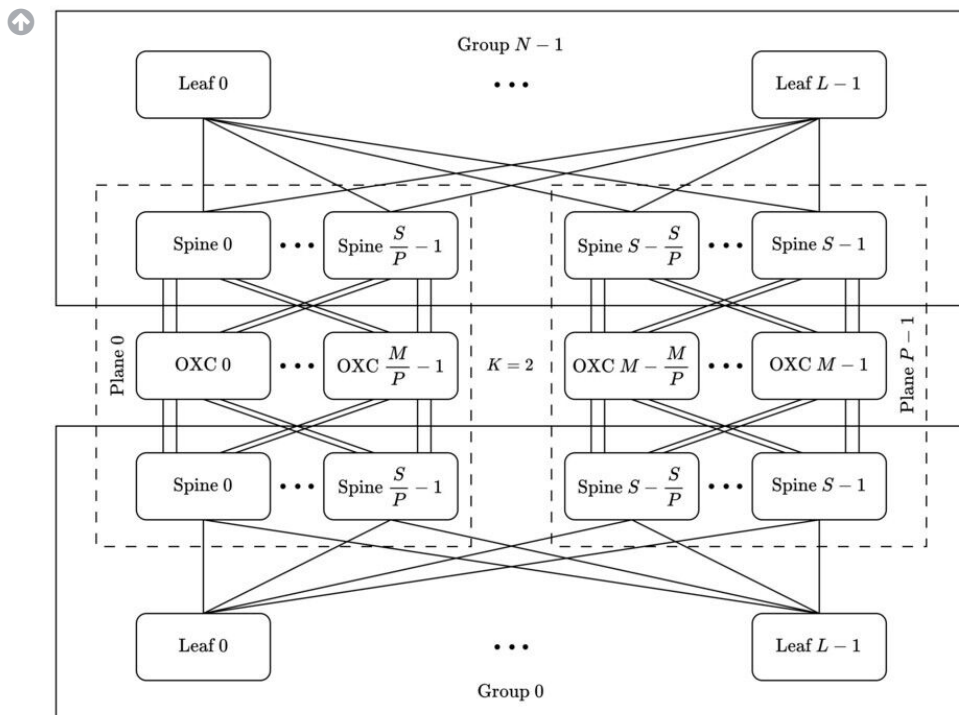 Group N − 1
Leaf 0
•••
Leaf L − 1
Spine 0
•••
Spine S/P − 1
Spine S − S/P
•••
Spine S − 1
Plane 0
OXC 0
•••
OXC M/P − 1
K = 2
OXC M − M/P
•••
OXC M − 1
Plane P − 1
Spine 0
•••
Spine S/P − 1
Spine S − S/P
•••
Spine S − 1
Leaf 0
•••
Leaf L − 1
Group 0